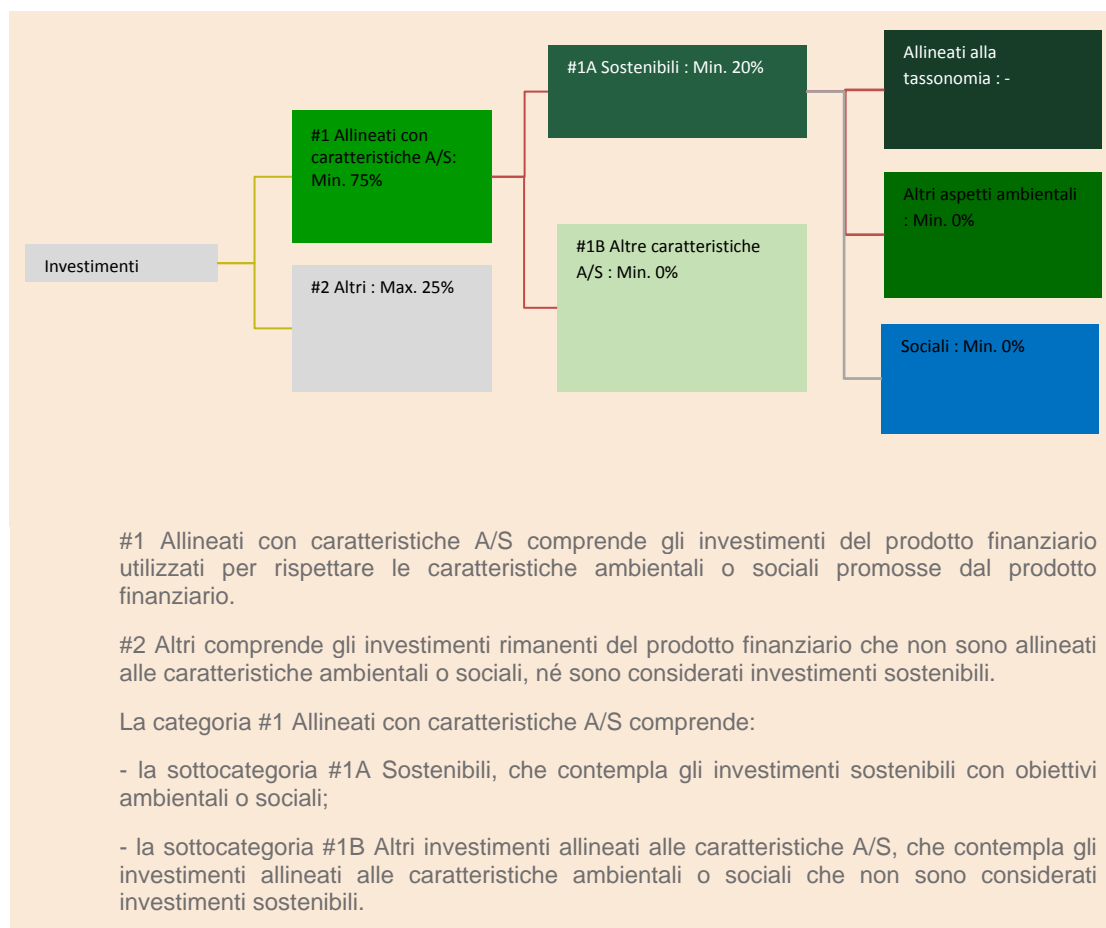 Investimenti
#1 Allineati con
caratteristiche A/S:
Min. 75%
#2 Altri : Max. 25%
#1A Sostenibili : Min. 20%
#1B Altre caratteristiche
A/S : Min. 0%
Allineati alla
tassonomia : -
Altri aspetti ambientali
: Min. 0%
Sociali : Min. 0%
#1 Allineati con caratteristiche A/S comprende gli investimenti del prodotto finanziario
utilizzati per rispettare le caratteristiche ambientali o sociali promosse dal prodotto
finanziario.
#2 Altri comprende gli investimenti rimanenti del prodotto finanziario che non sono allineati
alle caratteristiche ambientali o sociali, né sono considerati investimenti sostenibili.
La categoria #1 Allineati con caratteristiche A/S comprende:
- la sottocategoria #1A Sostenibili, che contempla gli investimenti sostenibili con obiettivi
ambientali o sociali;
- la sottocategoria #1B Altri investimenti allineati alle caratteristiche A/S, che contempla gli
investimenti allineati alle caratteristiche ambientali o sociali che non sono considerati
investimenti sostenibili.